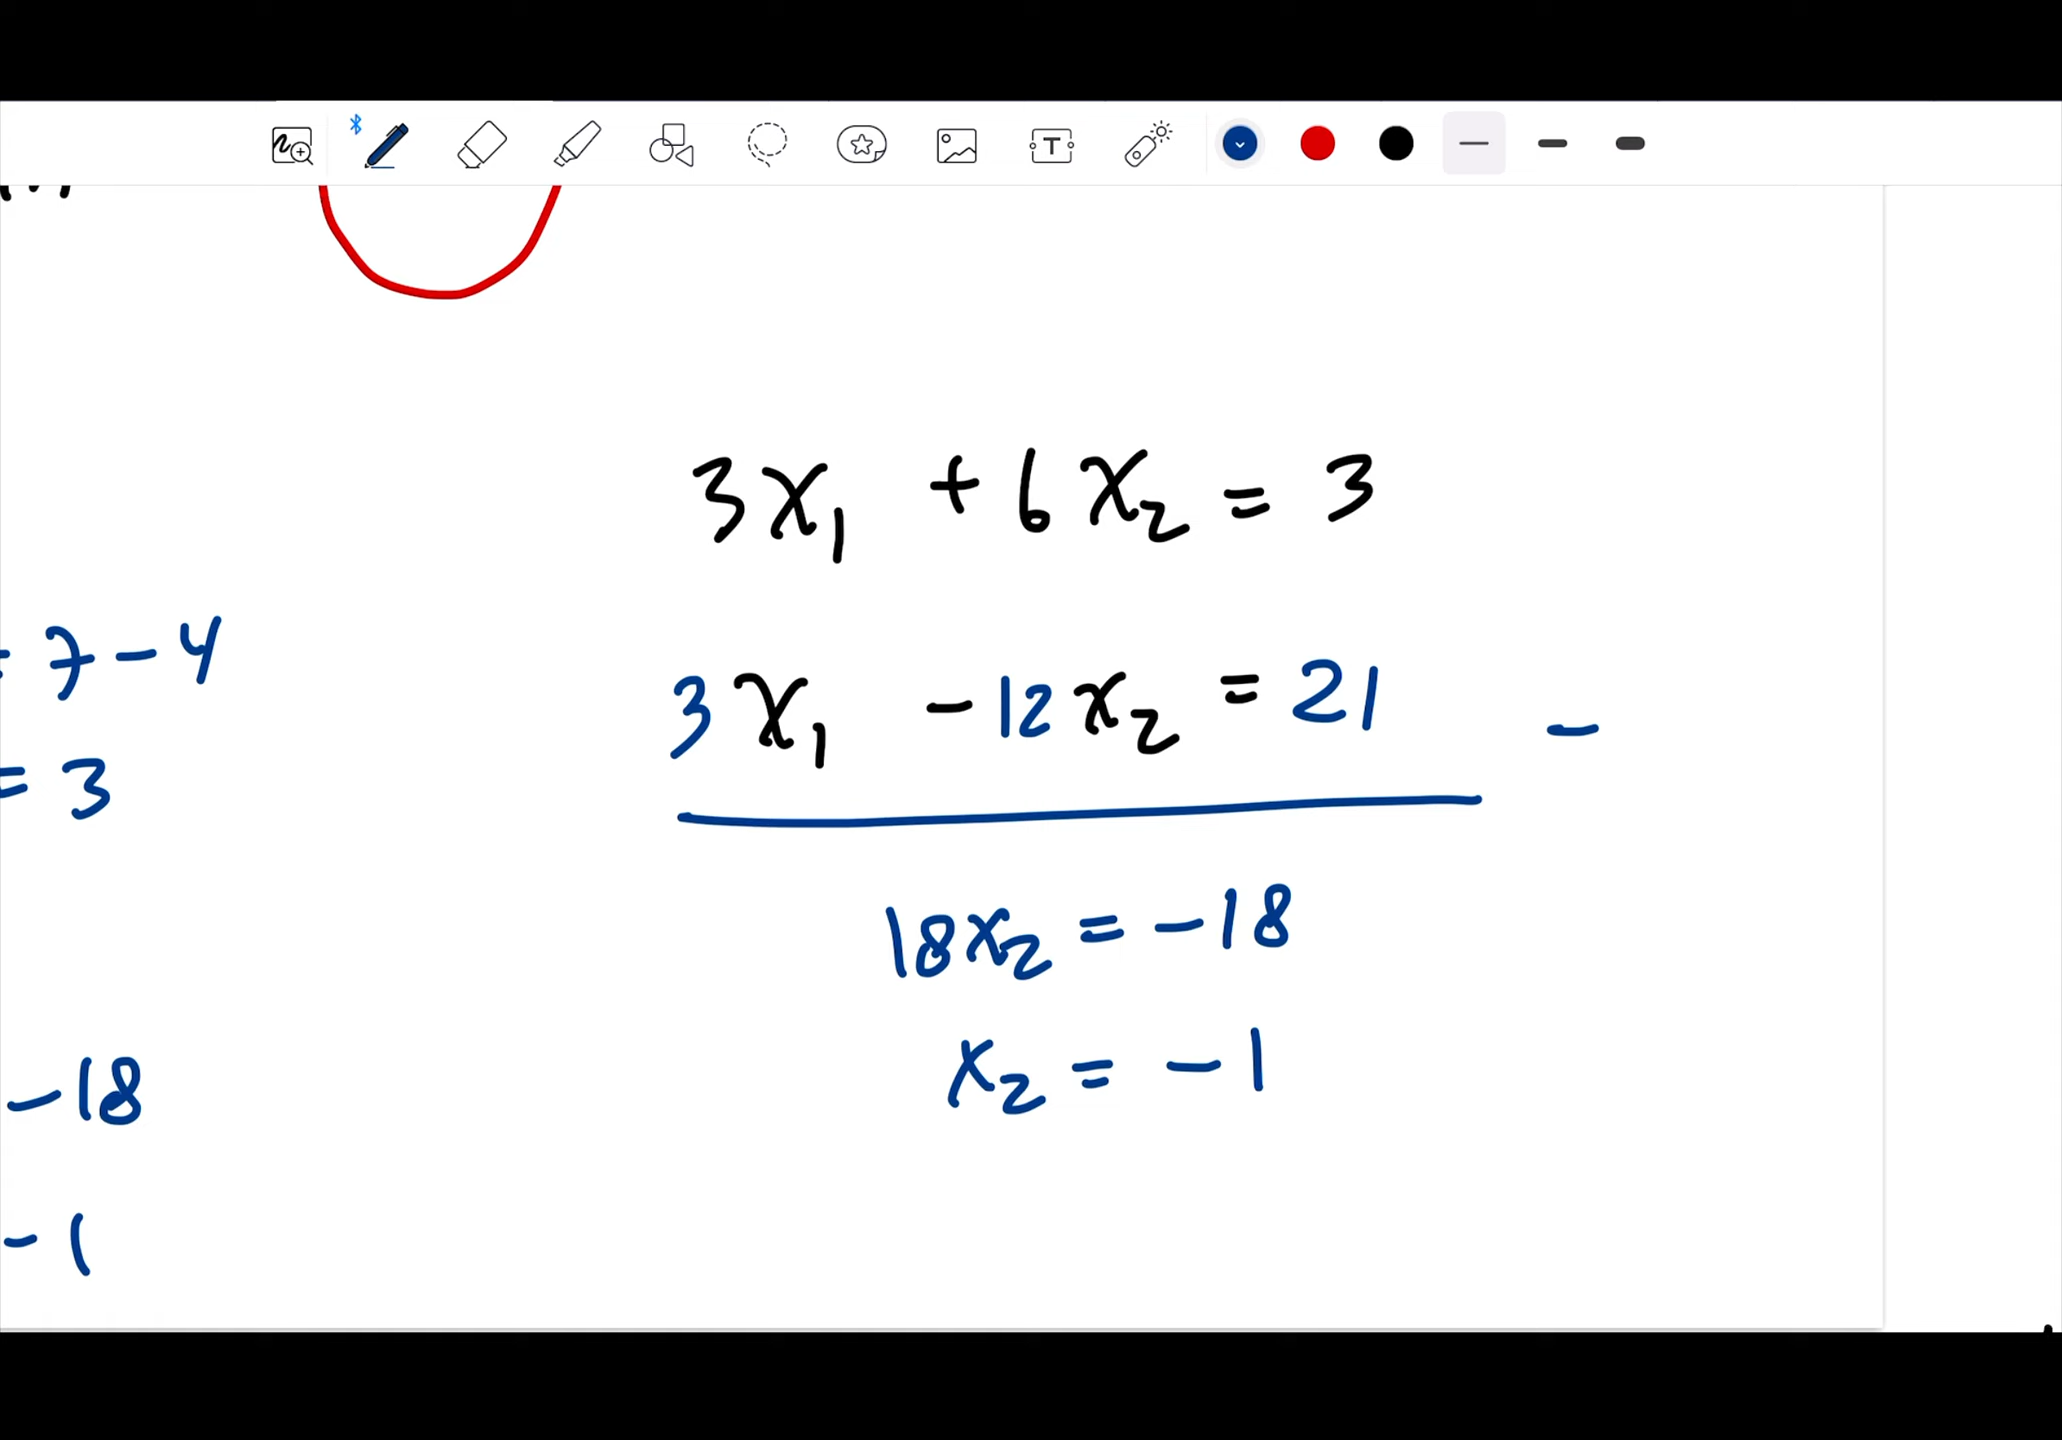 3x₁ + 6x₂ = 3
= 7 - 4
3x₁ - 12x₂ = 21 -
= 3
18x₂ = -18
x₂ = -1
-18
-1